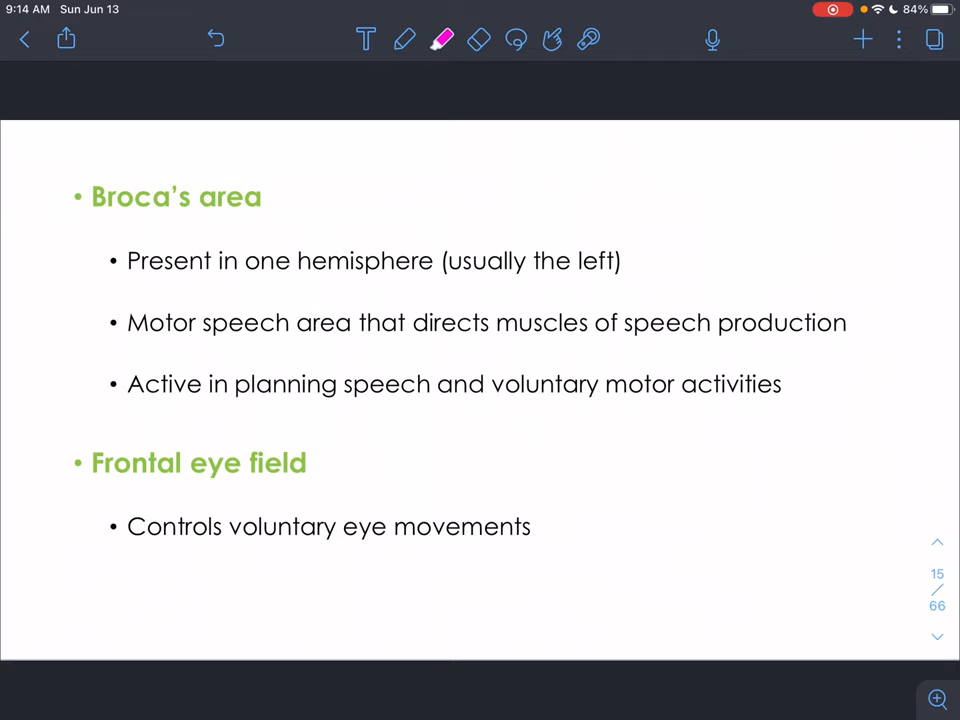 9:14 AM Sun Jun 13
84%
T
• Broca's area
• Present in one hemisphere (usually the left)
• Motor speech area that directs muscles of speech production
• Active in planning speech and voluntary motor activities
• Frontal eye field
• Controls voluntary eye movements
15
/
66